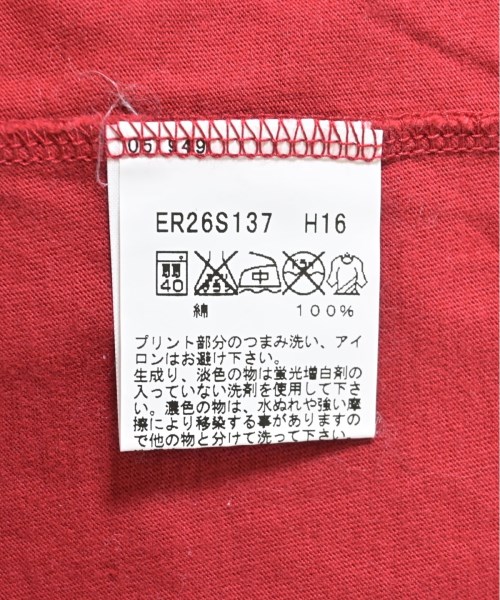 05 949
ER26S137 H16
40 中
綿 100%
プリント部分のつまみ洗い、アイ
ロンはお避け下さい。
生成り、淡色の物は蛍光増白剤の
入っていない洗剤を使用して下さ
い。濃色の物は、水ぬれや強い摩
擦により移染する事がありますの
で他の物と分けて洗って下さい。